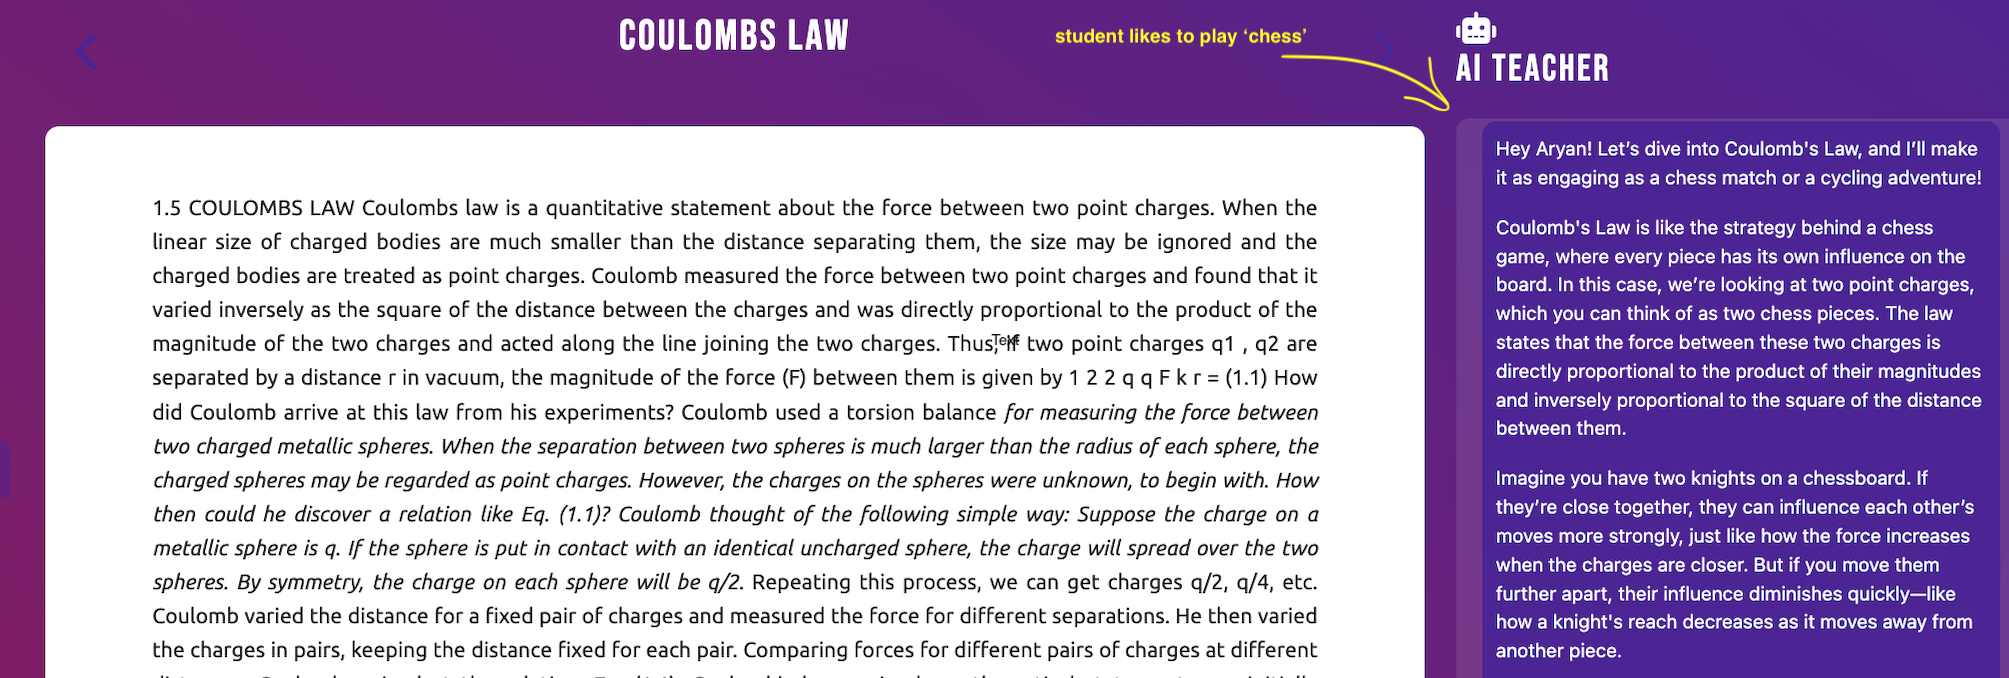 COULOMBS LAW
student likes to play ‘chess’
AI TEACHER
1.5 COULOMBS LAW Coulombs law is a quantitative statement about the force between two point charges. When the
linear size of charged bodies are much smaller than the distance separating them, the size may be ignored and the
charged bodies are treated as point charges. Coulomb measured the force between two point charges and found that it
varied inversely as the square of the distance between the charges and was directly proportional to the product of the
magnitude of the two charges and acted along the line joining the two charges. Thus, if two point charges q1 , q2 are
separated by a distance r in vacuum, the magnitude of the force (F) between them is given by 1 2 2 q q F k r = (1.1) How
did Coulomb arrive at this law from his experiments? Coulomb used a torsion balance for measuring the force between
two charged metallic spheres. When the separation between two spheres is much larger than the radius of each sphere, the
charged spheres may be regarded as point charges. However, the charges on the spheres were unknown, to begin with. How
then could he discover a relation like Eq. (1.1)? Coulomb thought of the following simple way: Suppose the charge on a
metallic sphere is q. If the sphere is put in contact with an identical uncharged sphere, the charge will spread over the two
spheres. By symmetry, the charge on each sphere will be q/2. Repeating this process, we can get charges q/2, q/4, etc.
Coulomb varied the distance for a fixed pair of charges and measured the force for different separations. He then varied
the charges in pairs, keeping the distance fixed for each pair. Comparing forces for different pairs of charges at different
Hey Aryan! Let’s dive into Coulomb's Law, and I’ll make
it as engaging as a chess match or a cycling adventure!
Coulomb's Law is like the strategy behind a chess
game, where every piece has its own influence on the
board. In this case, we’re looking at two point charges,
which you can think of as two chess pieces. The law
states that the force between these two charges is
directly proportional to the product of their magnitudes
and inversely proportional to the square of the distance
between them.
Imagine you have two knights on a chessboard. If
they’re close together, they can influence each other’s
moves more strongly, just like how the force increases
when the charges are closer. But if you move them
further apart, their influence diminishes quickly—like
how a knight's reach decreases as it moves away from
another piece.